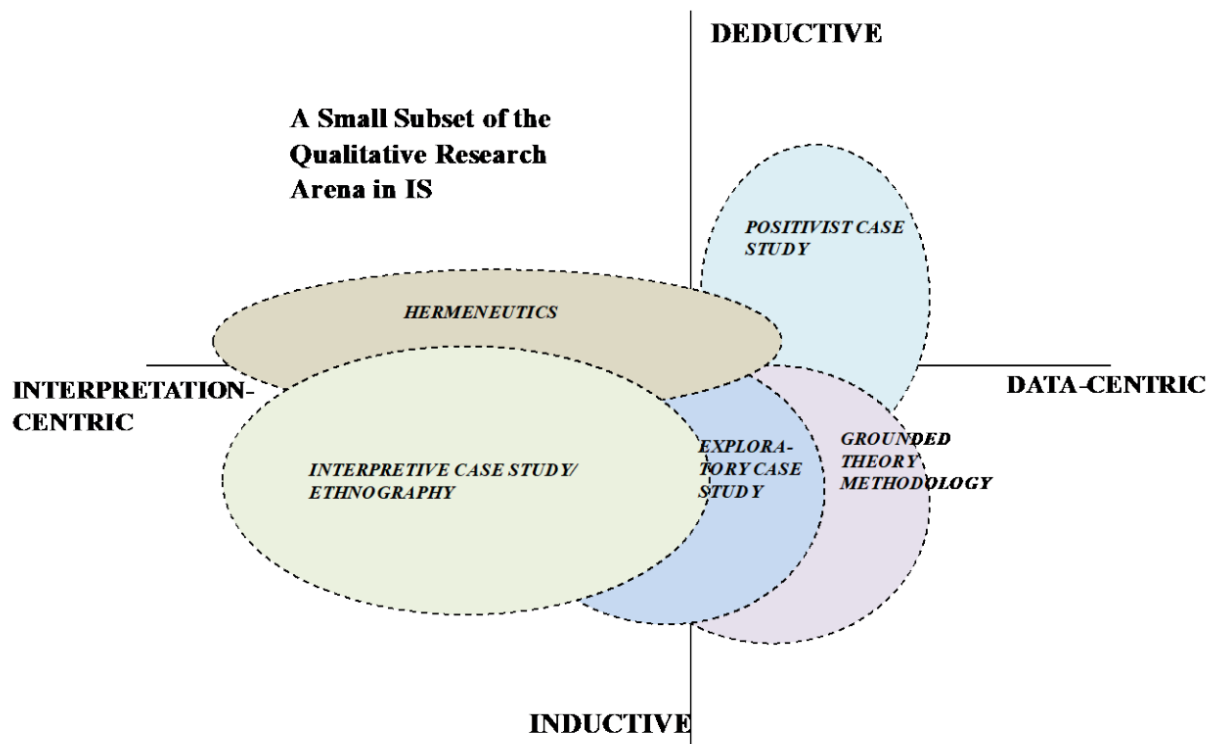 DEDUCTIVE
A Small Subset of the
Qualitative Research
Arena in IS
POSITIVIST CASE
STUDY
HERMENEUTICS
INTERPRETATION-
CENTRIC
DATA-CENTRIC
INTERPRETIVE CASE STUDY/
ETHNOGRAPHY
EXPLORA-
TORY CASE
STUDY
GROUNDED
THEORY
METHODOLOGY
INDUCTIVE